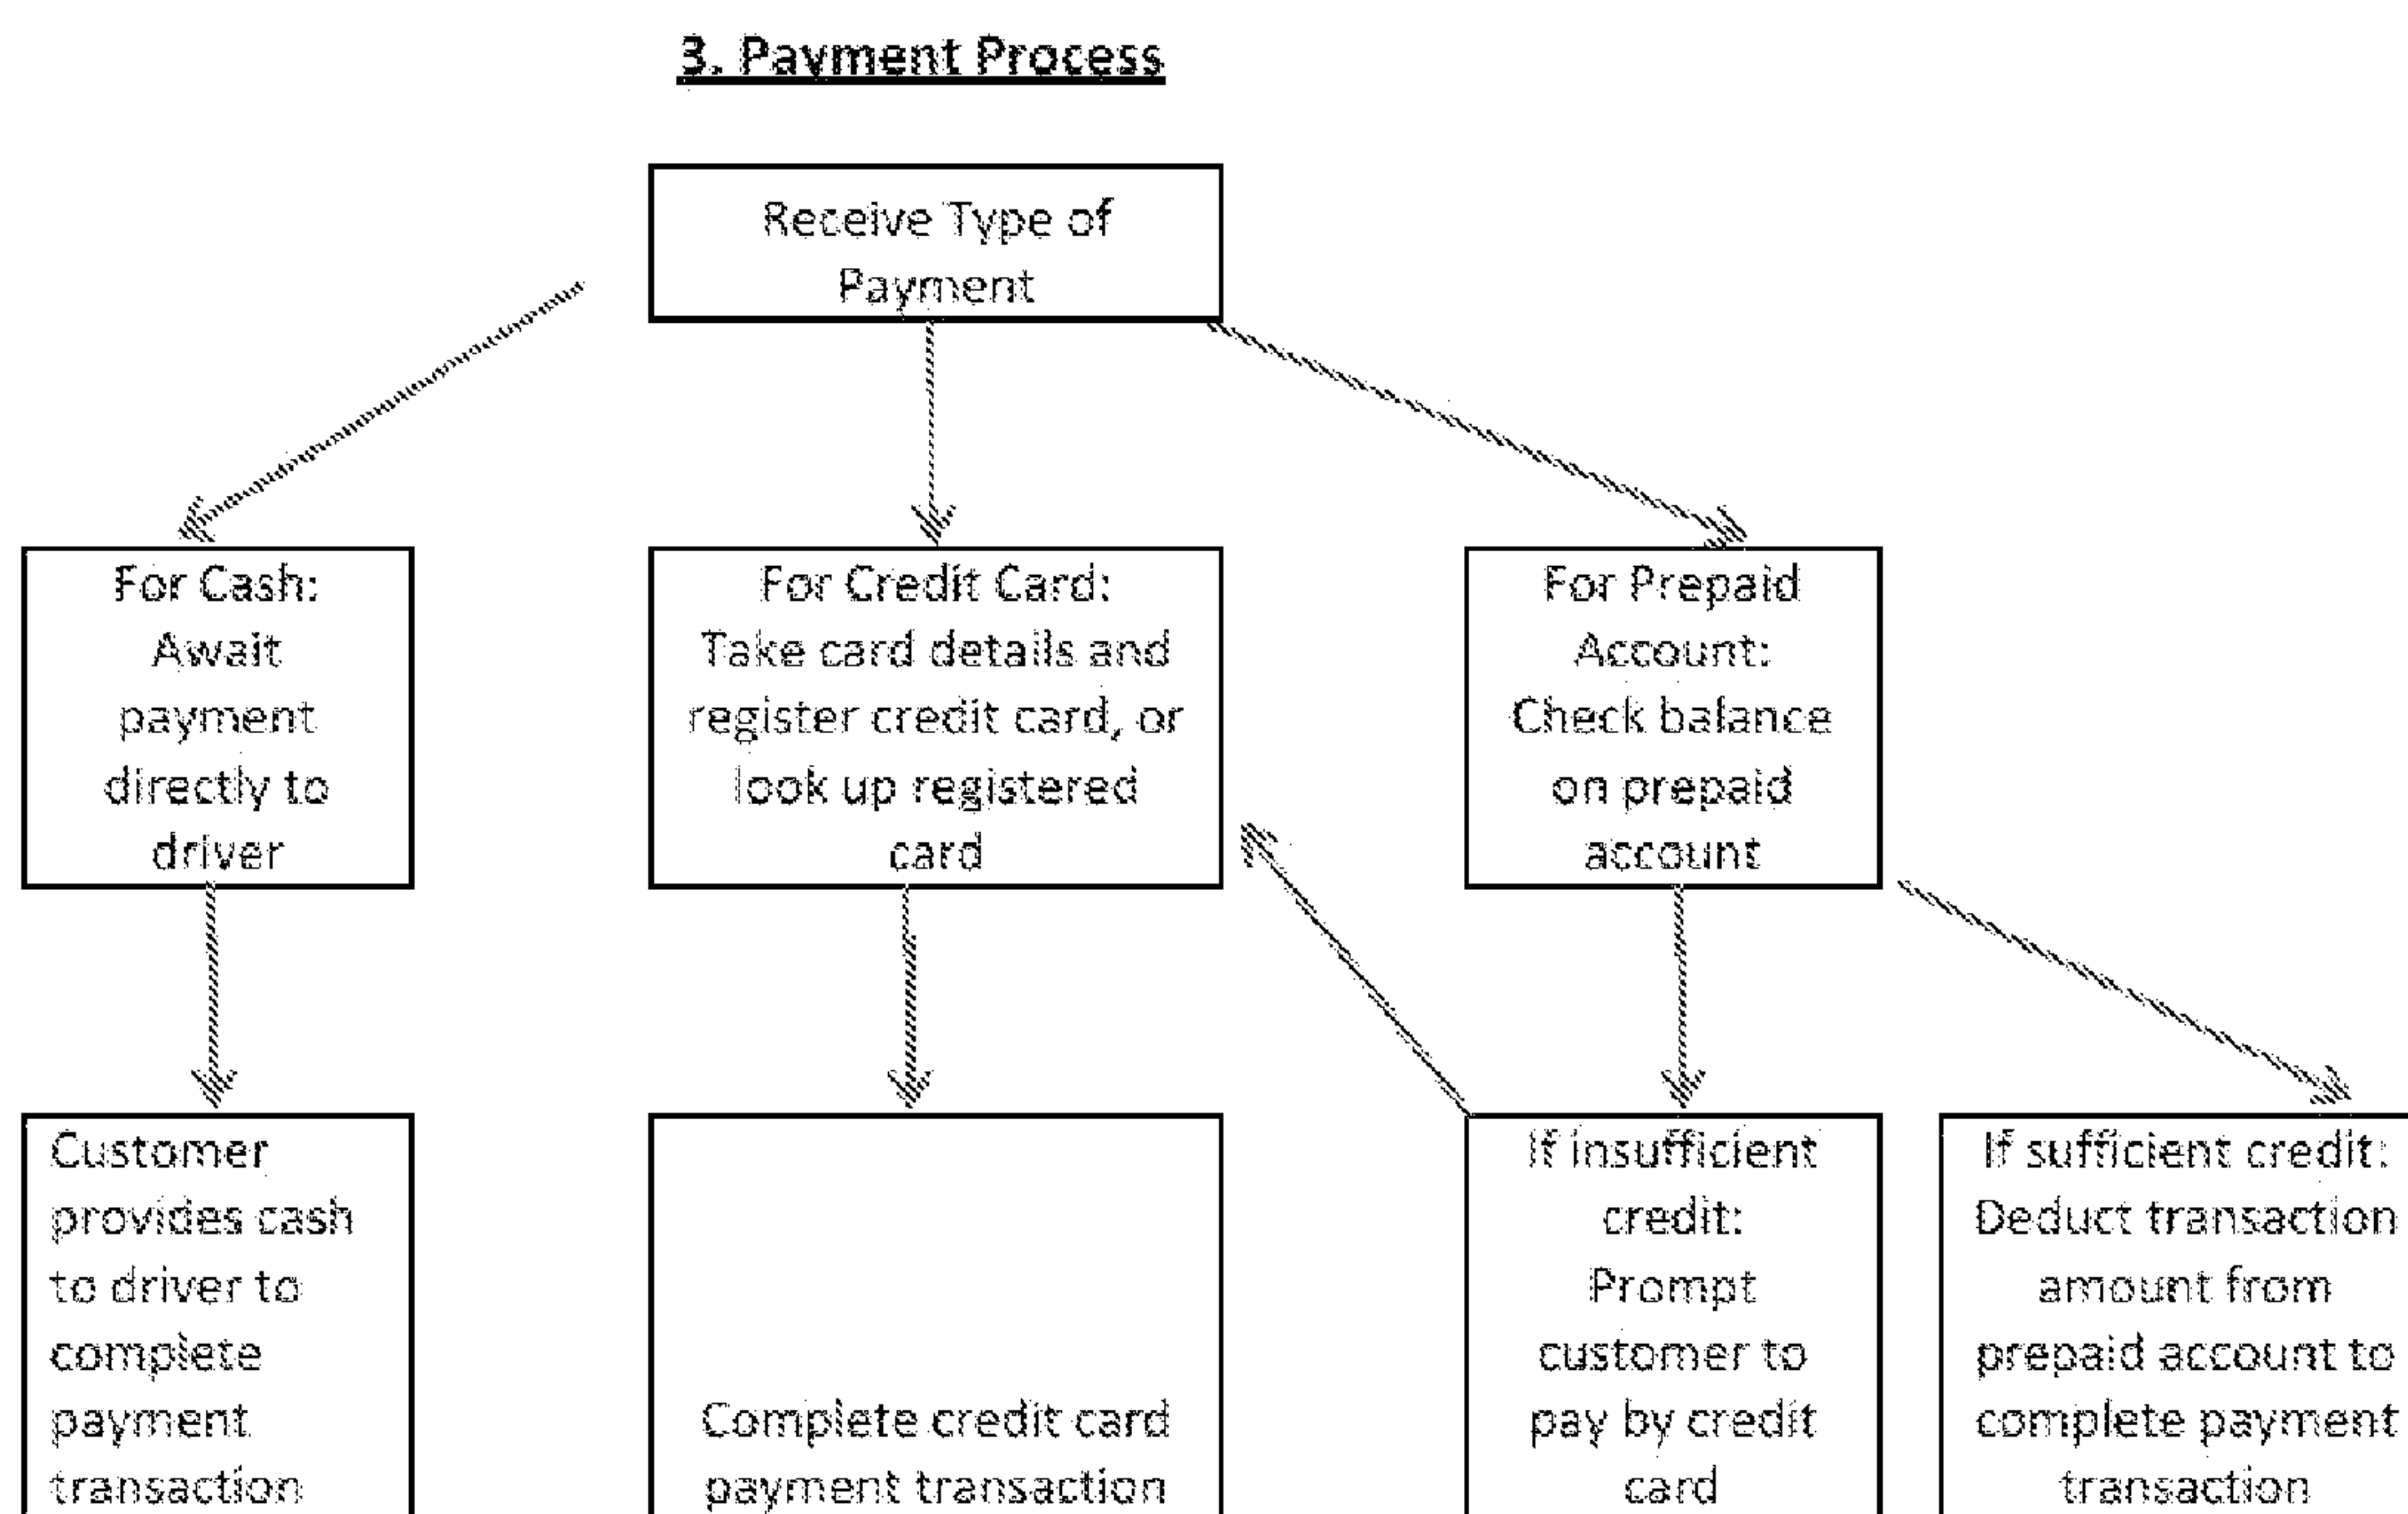 3. Payment Process
Receive Type of
Payment
For Cash:
Await
payment
directly to
driver
For Credit Card:
Take card details and
register credit card, or
look up registered
card
For Prepaid
Account:
Check balance
on prepaid
account
Customer
provides cash
to driver to
complete
payment
transaction
Complete credit card
payment transaction
If insufficient
credit:
Prompt
customer to
pay by credit
card
If sufficient credit:
Deduct transaction
amount from
prepaid account to
complete payment
transaction